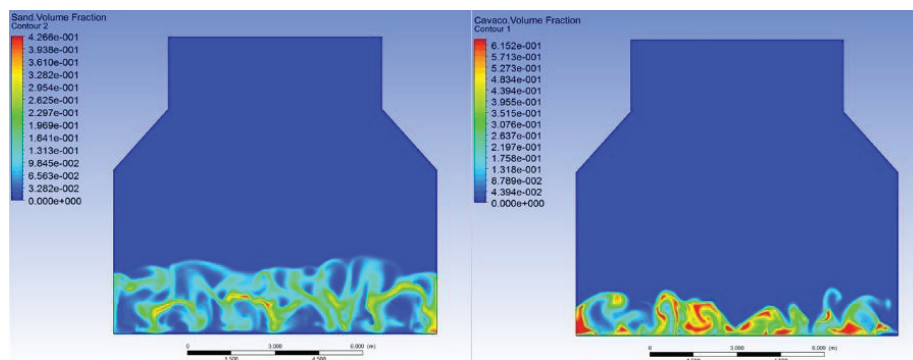 Sand.Volume Fraction
Contour 2
4.266e-001
3.938e-001
3.610e-001
3.282e-001
2.954e-001
2.625e-001
2.297e-001
1.969e-001
1.641e-001
1.313e-001
9.845e-002
6.563e-002
3.282e-002
0.000e+000
0
3.000
6.000 (m)
1.500
4.500
Cavaco.Volume Fraction
Contour 1
6.152e-001
5.713e-001
5.273e-001
4.834e-001
4.394e-001
3.955e-001
3.515e-001
3.076e-001
2.637e-001
2.197e-001
1.758e-001
1.318e-001
8.789e-002
4.394e-002
0.000e+000
0
3.000
6.000 (m)
4.500